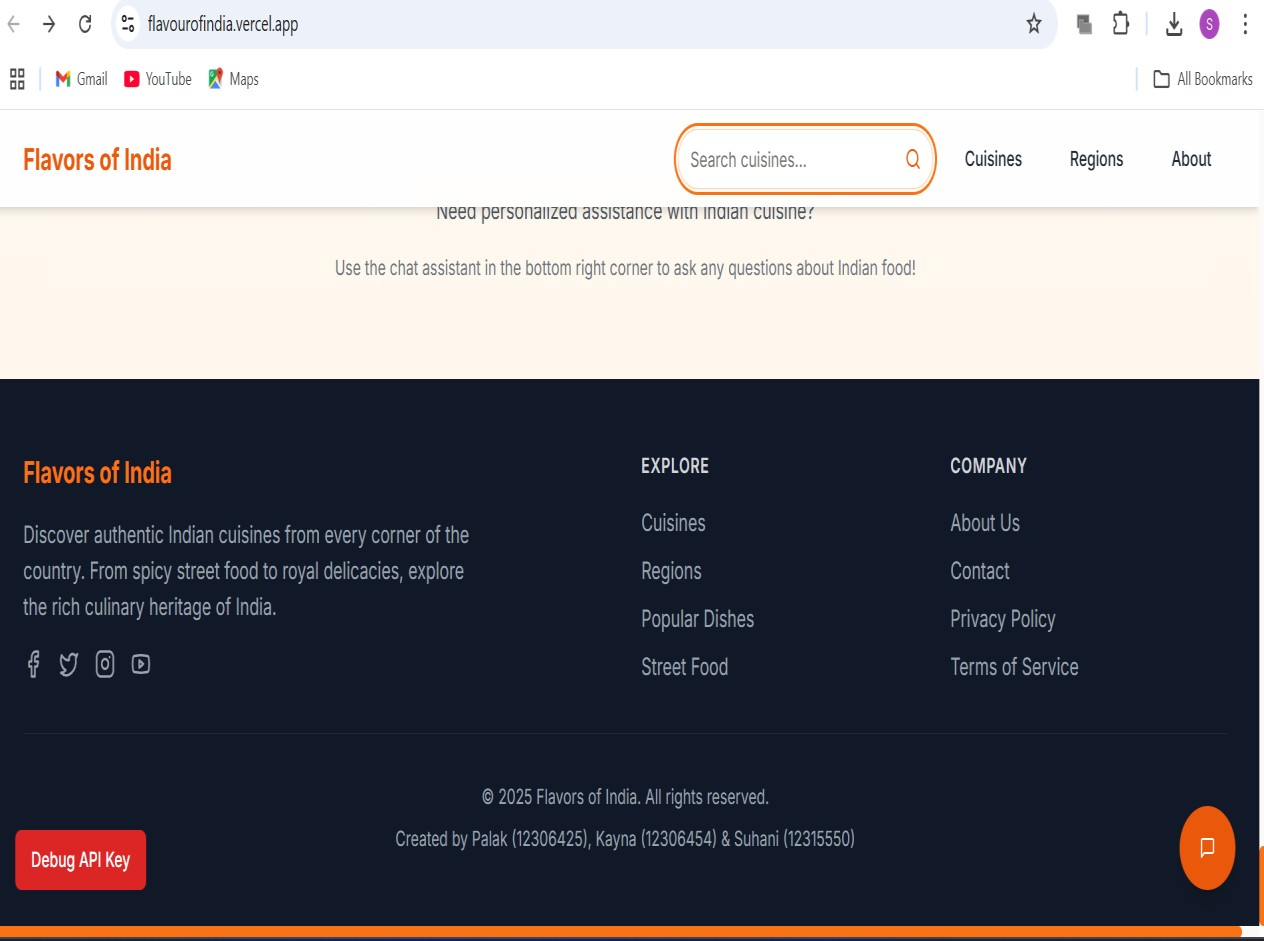 flavourofindia.vercel.app
S
Gmail
YouTube
Maps
All Bookmarks
Flavors of India
Search cuisines...
Cuisines
Regions
About
Need personalized assistance with Indian cuisine?
Use the chat assistant in the bottom right corner to ask any questions about Indian food!
Flavors of India
Discover authentic Indian cuisines from every corner of the
country. From spicy street food to royal delicacies, explore
the rich culinary heritage of India.
EXPLORE
Cuisines
Regions
Popular Dishes
Street Food
COMPANY
About Us
Contact
Privacy Policy
Terms of Service
© 2025 Flavors of India. All rights reserved.
Created by Palak (12306425), Kayna (12306454) & Suhani (12315550)
Debug API Key